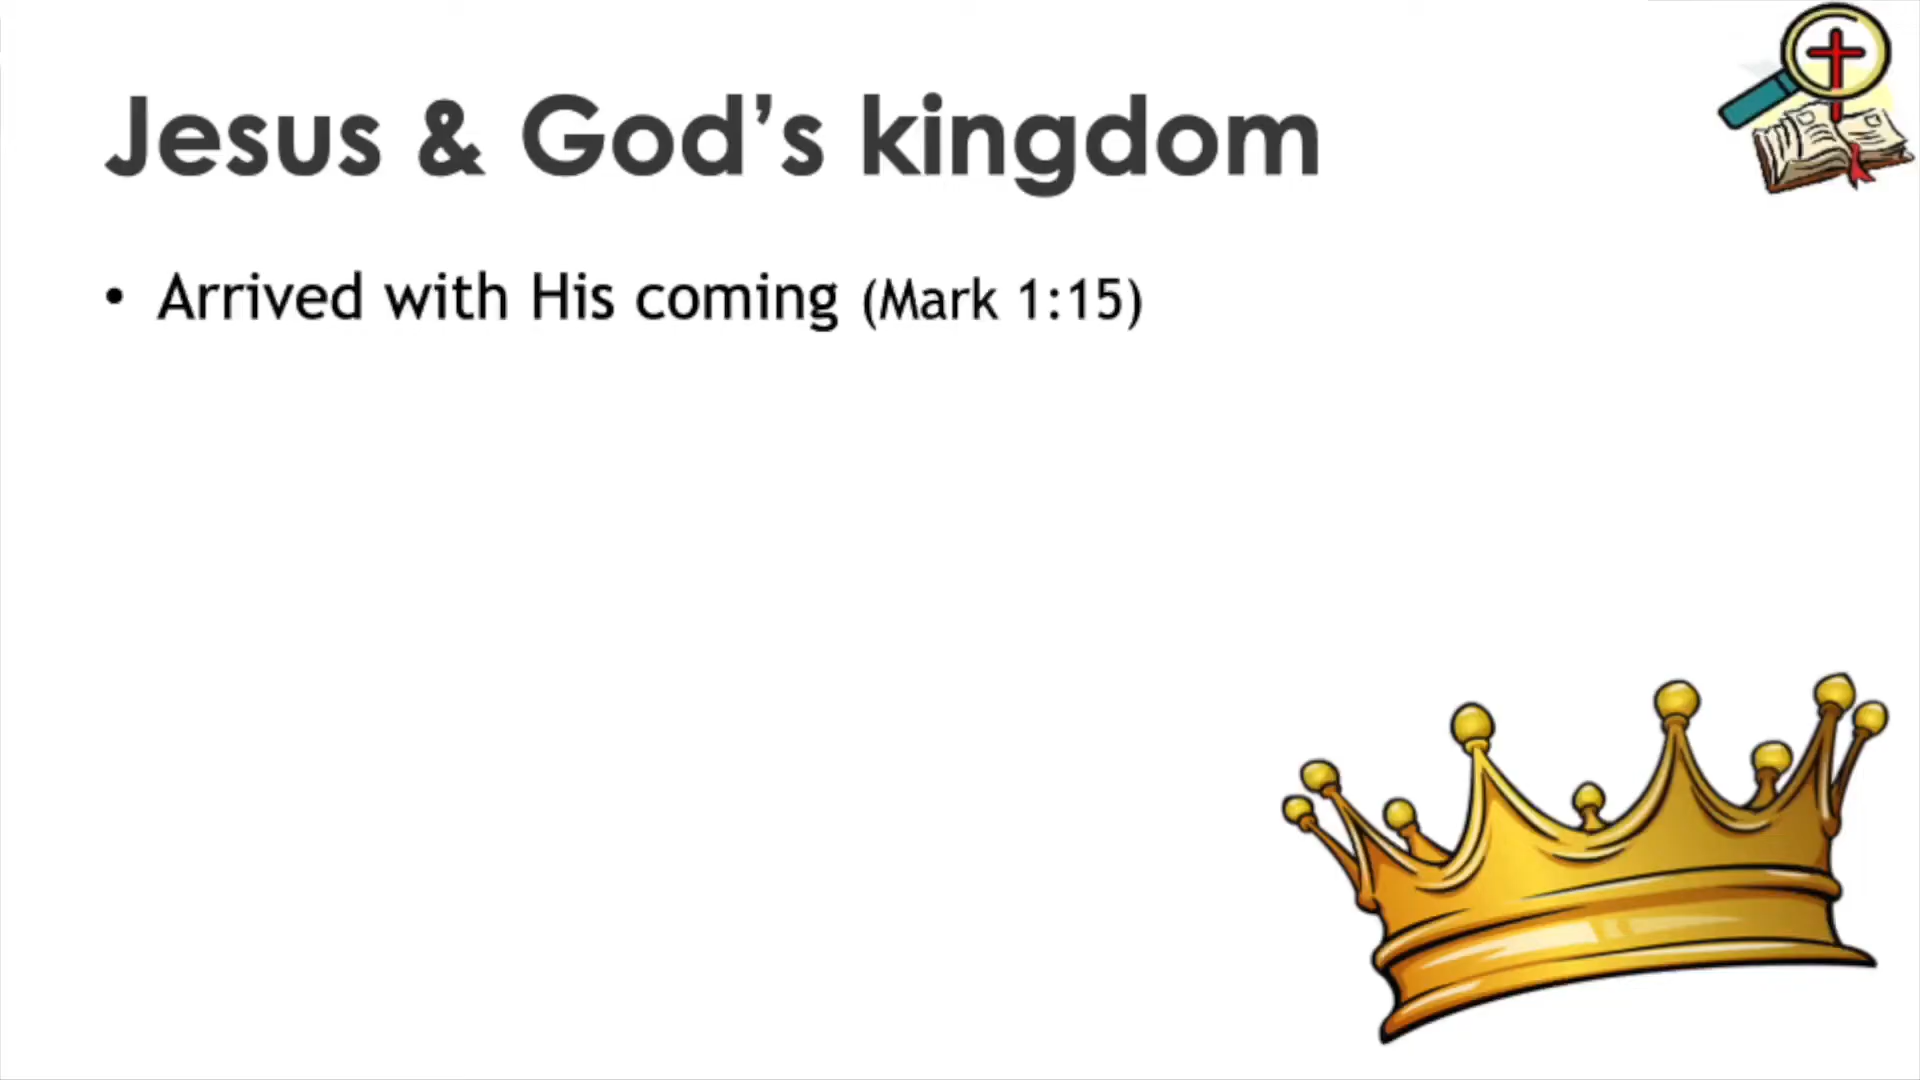 Jesus & God’s kingdom
• Arrived with His coming (Mark 1:15)